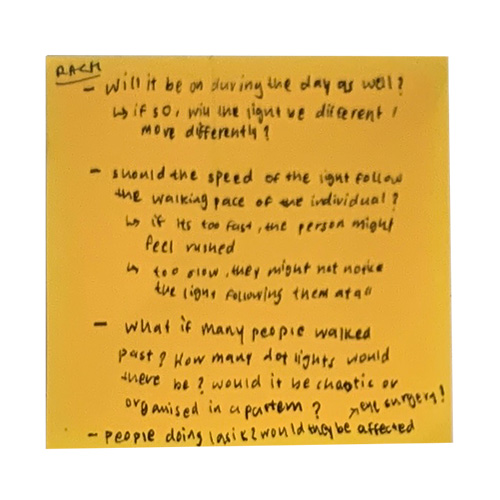 RACH
- Will it be on during the day as well?
↳ if so, will the light be different /
move differently?
- should the speed of the light follow
the walking pace of the individual?
↳ if its too fast, the person might
feel rushed
↳ too slow, they might not notice
the light following them at all
- What if many people walked
past? How many dot lights would
there be? would it be chaotic or
organised in a pattern?
→ eye surgery!
- people doing lasik? would they be affected